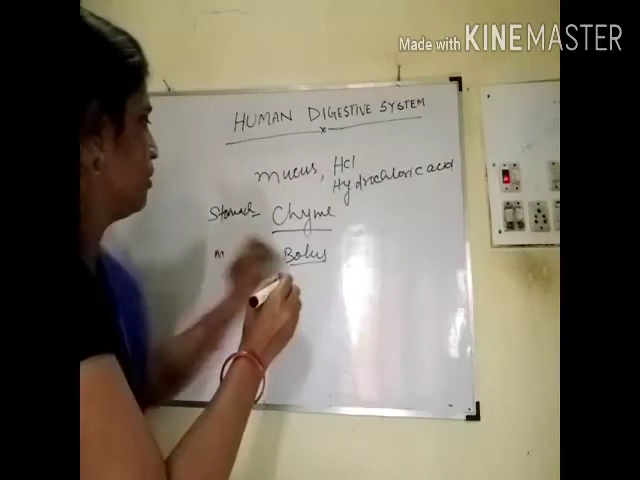 Made with KINEMASTER
HUMAN DIGESTIVE SYSTEM
Mucus, Hcl
Hydrochloric acid
Stomach - Chyme
m Bolus